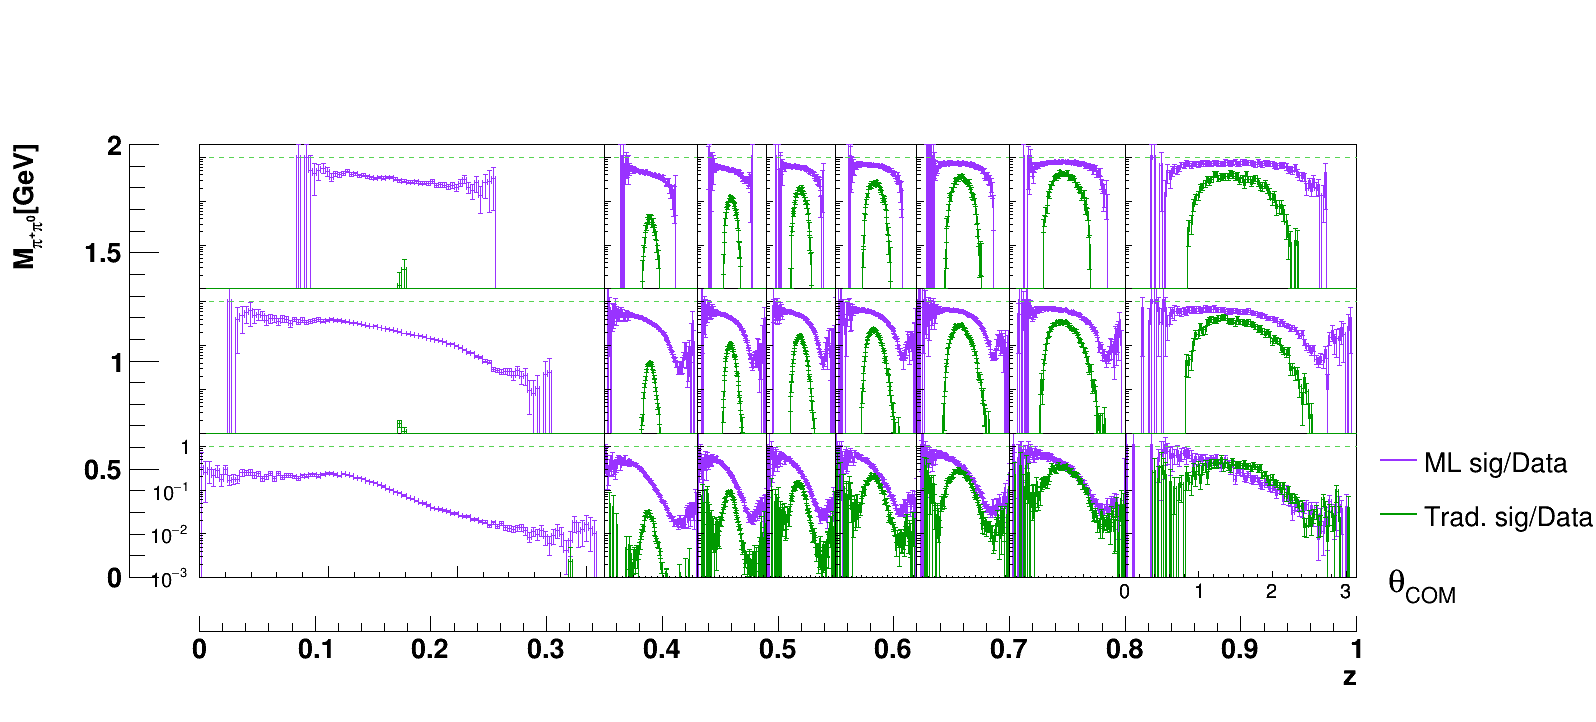 M π⁺π⁰ [GeV]
2
1.5
1
0.5
0
1
10⁻¹
10⁻²
10⁻³
ML sig/Data
Trad. sig/Data
0 1 2 3
θ COM
0 0.1 0.2 0.3 0.4 0.5 0.6 0.7 0.8 0.9 1
z